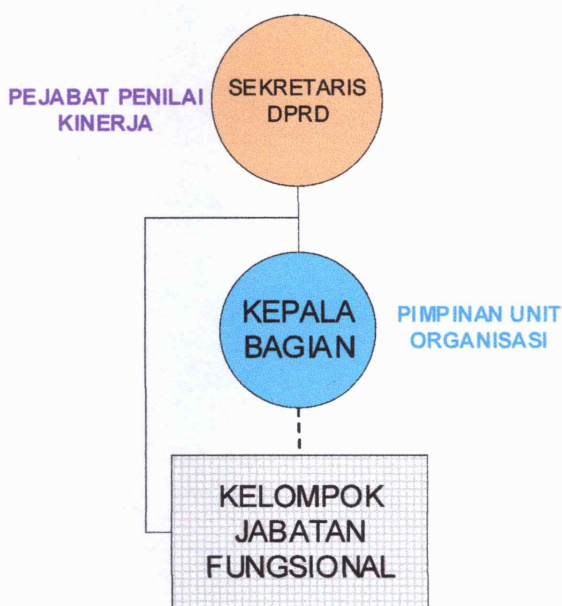 SEKRETARIS
DPRD
PEJABAT PENILAI
KINERJA
KEPALA
BAGIAN
PIMPINAN UNIT
ORGANISASI
KELOMPOK
JABATAN
FUNGSIONAL